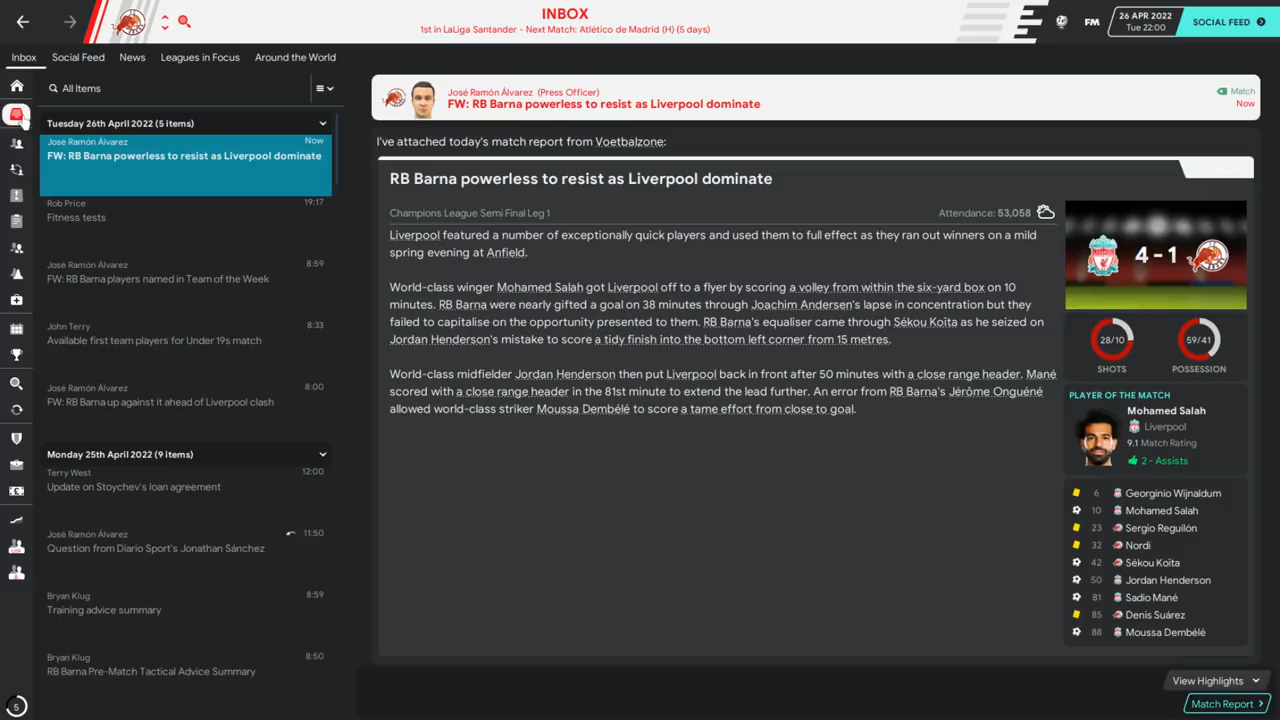 INBOX
1st in LaLiga Santander - Next Match: Atlético de Madrid (H) (5 days)
FM
26 APR 2022
Tue 22:00
SOCIAL FEED
Inbox
Social Feed
News
Leagues in Focus
Around the World
All Items
Tuesday 26th April 2022 (5 items)
José Ramón Álvarez
Now
FW: RB Barna powerless to resist as Liverpool dominate
Rob Price
19:17
Fitness tests
José Ramón Álvarez
8:59
FW: RB Barna players named in Team of the Week
John Terry
8:33
Available first team players for Under 19s match
José Ramón Álvarez
8:00
FW: RB Barna up against it ahead of Liverpool clash
Monday 25th April 2022 (9 items)
Terry West
12:00
Update on Stoychev's loan agreement
José Ramón Álvarez
11:50
Question from Diario Sport's Jonathan Sánchez
Bryan Klug
8:59
Training advice summary
Bryan Klug
8:50
RB Barna Pre-Match Tactical Advice Summary
5
José Ramón Álvarez (Press Officer)
FW: RB Barna powerless to resist as Liverpool dominate
Match
Now
I've attached today's match report from Voetbalzone:
RB Barna powerless to resist as Liverpool dominate
Champions League Semi Final Leg 1
Attendance: 53,058
Liverpool featured a number of exceptionally quick players and used them to full effect as they ran out winners on a mild
spring evening at Anfield.
World-class winger Mohamed Salah got Liverpool off to a flyer by scoring a volley from within the six-yard box on 10
minutes. RB Barna were nearly gifted a goal on 38 minutes through Joachim Andersen's lapse in concentration but they
failed to capitalise on the opportunity presented to them. RB Barna's equaliser came through Sékou Koïta as he seized on
Jordan Henderson's mistake to score a tidy finish into the bottom left corner from 15 metres.
World-class midfielder Jordan Henderson then put Liverpool back in front after 50 minutes with a close range header. Mané
scored with a close range header in the 81st minute to extend the lead further. An error from RB Barna's Jérôme Onguéné
allowed world-class striker Moussa Dembélé to score a tame effort from close to goal.
4 - 1
28/10
59/41
SHOTS
POSSESSION
PLAYER OF THE MATCH
Mohamed Salah
Liverpool
9.1 Match Rating
2 - Assists
6 Georginio Wijnaldum
10 Mohamed Salah
23 Sergio Reguilón
32 Nordi
42 Sékou Koïta
50 Jordan Henderson
81 Sadio Mané
85 Denis Suárez
88 Moussa Dembélé
View Highlights
Match Report